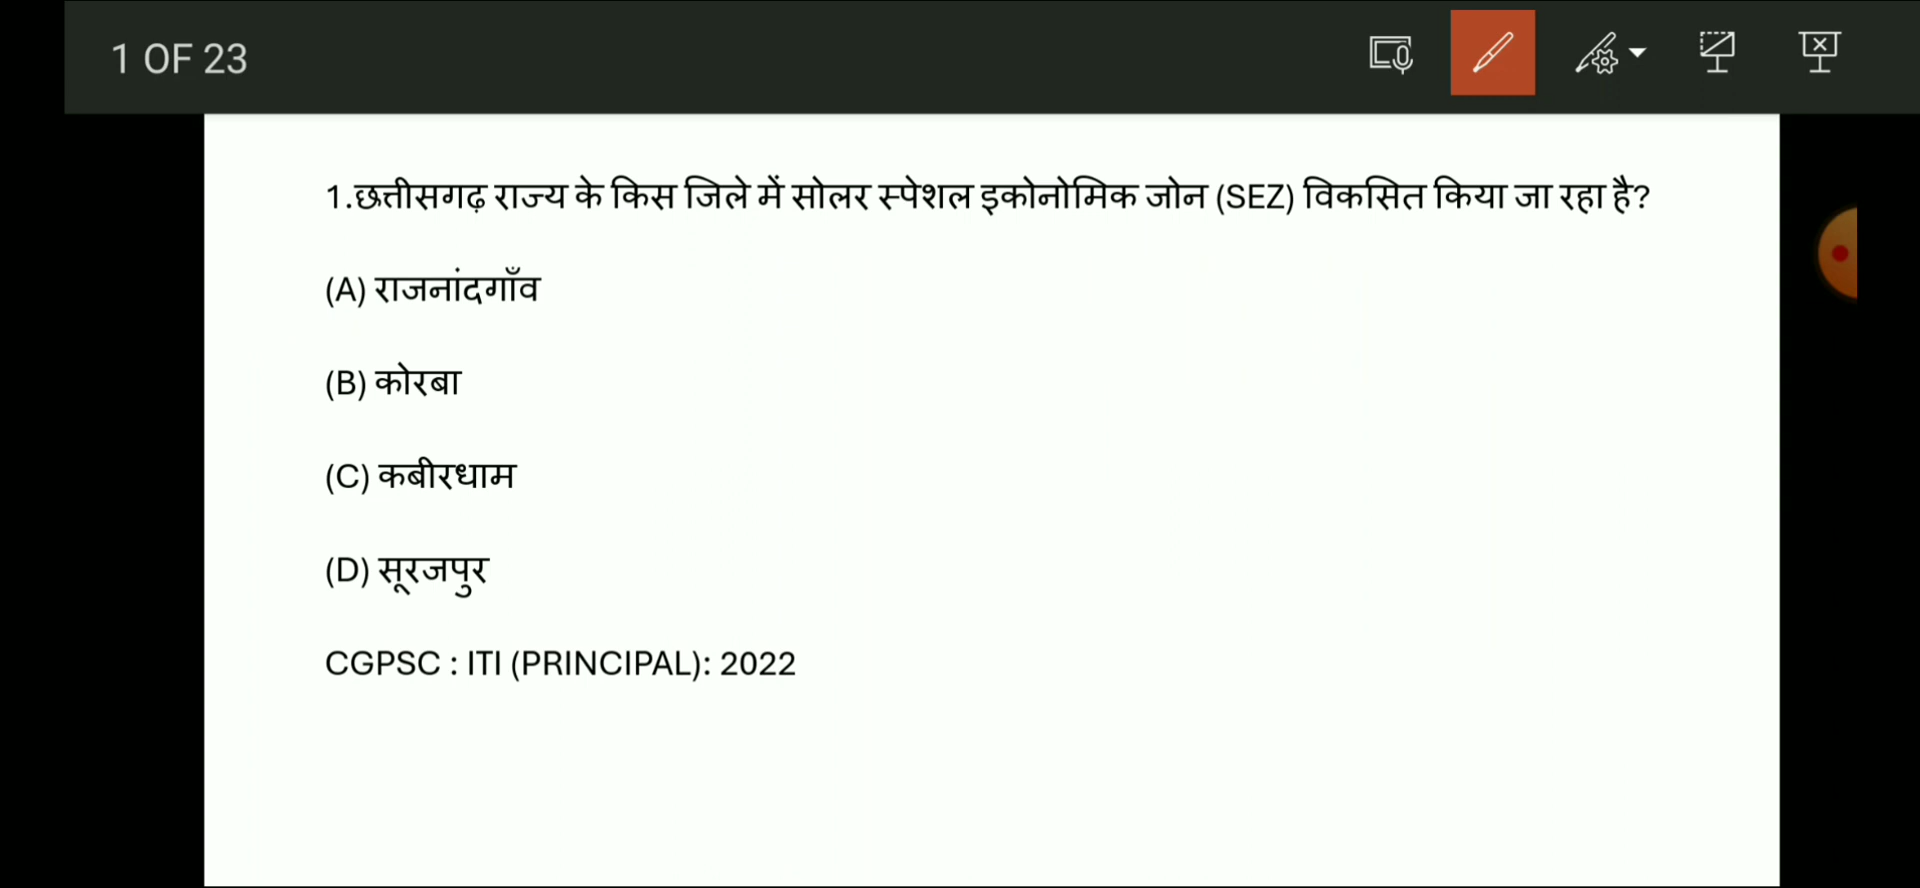 1 OF 23
1.छत्तीसगढ़ राज्य के किस जिले में सोलर स्पेशल इकोनोमिक जोन (SEZ) विकसित किया जा रहा है?
(A) राजनांदगाँव
(B) कोरबा
(C) कबीरधाम
(D) सूरजपुर
CGPSC : ITI (PRINCIPAL): 2022